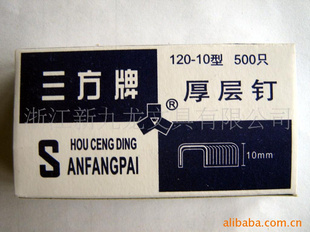 120-10型 500只
三方牌®
厚层钉
浙江新九龙文具有限公司
HOU CENG DING
SANFANGPAI
10mm
alibaba.com.cn